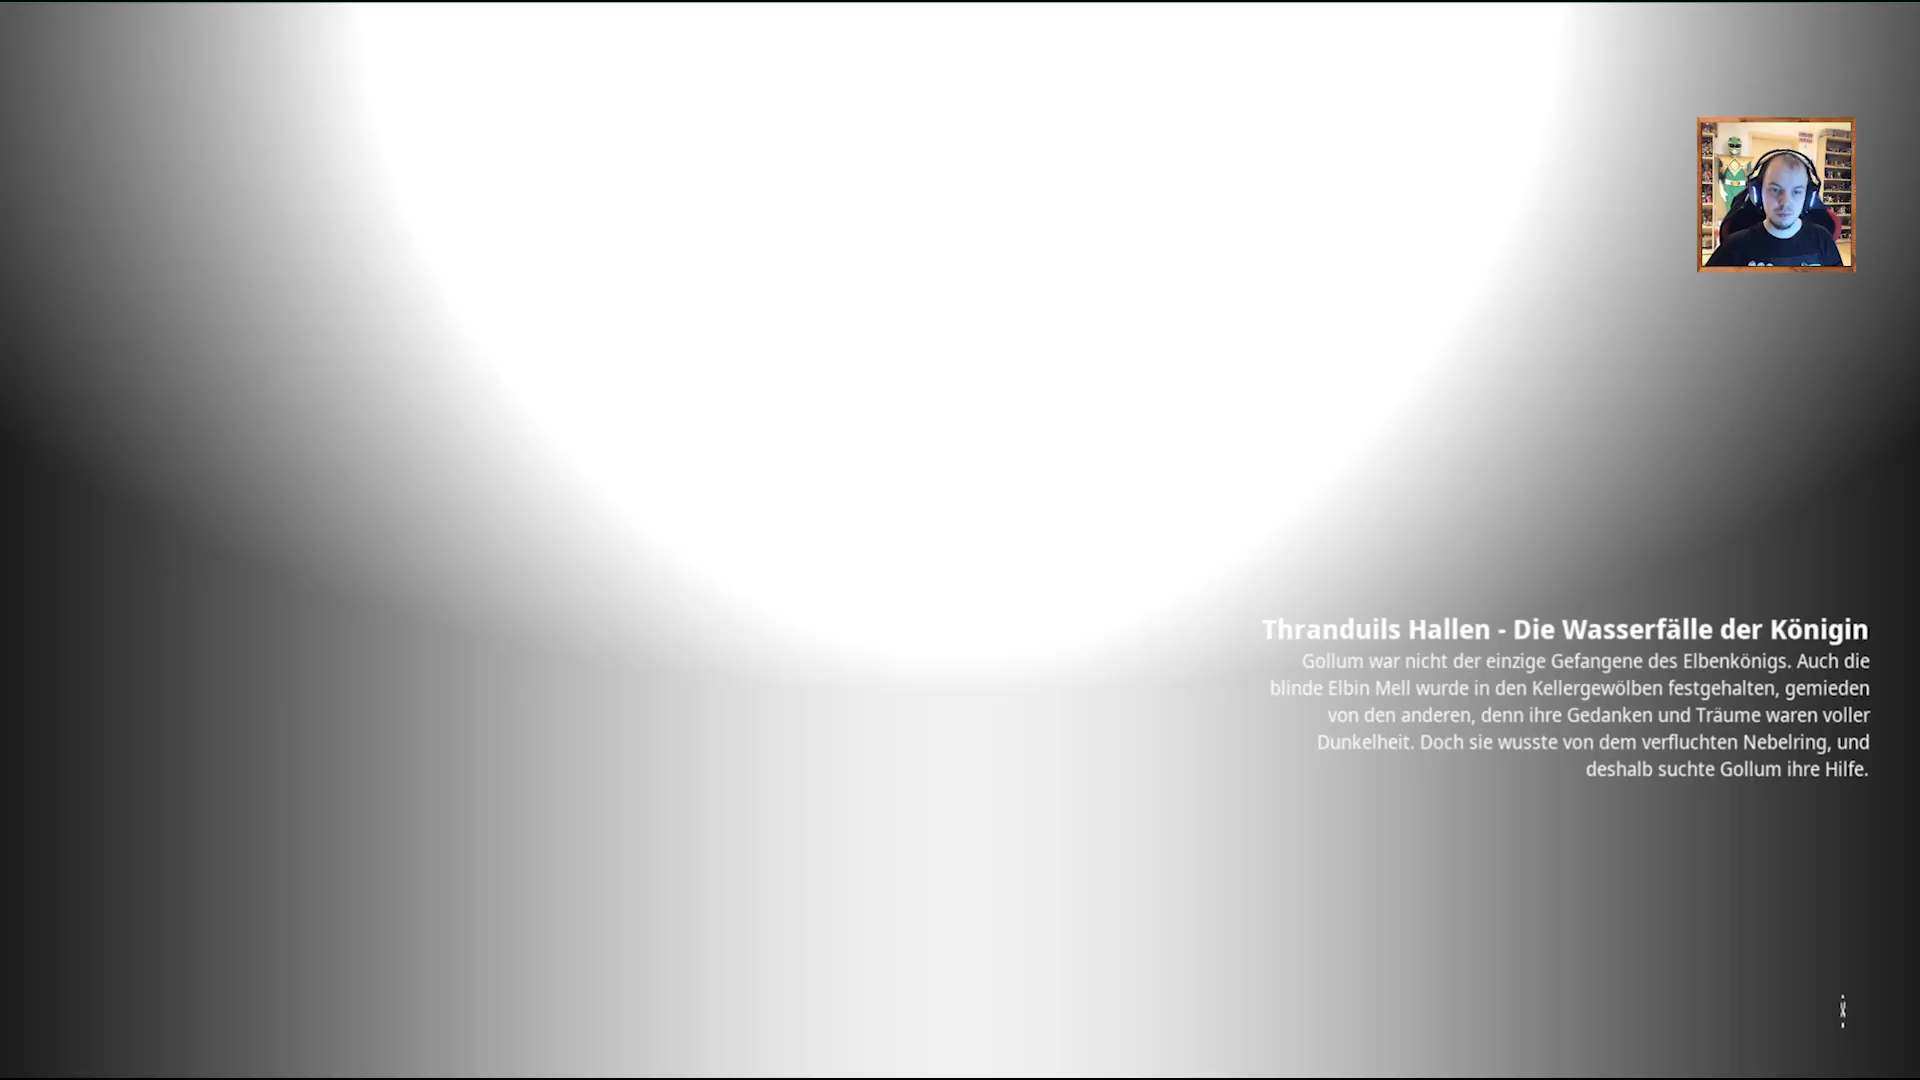 Thranduils Hallen - Die Wasserfälle der Königin
Gollum war nicht der einzige Gefangene des Elbenkönigs. Auch die
blinde Elbin Mell wurde in den Kellergewölben festgehalten, gemieden
von den anderen, denn ihre Gedanken und Träume waren voller
Dunkelheit. Doch sie wusste von dem verfluchten Nebelring, und
deshalb suchte Gollum ihre Hilfe.